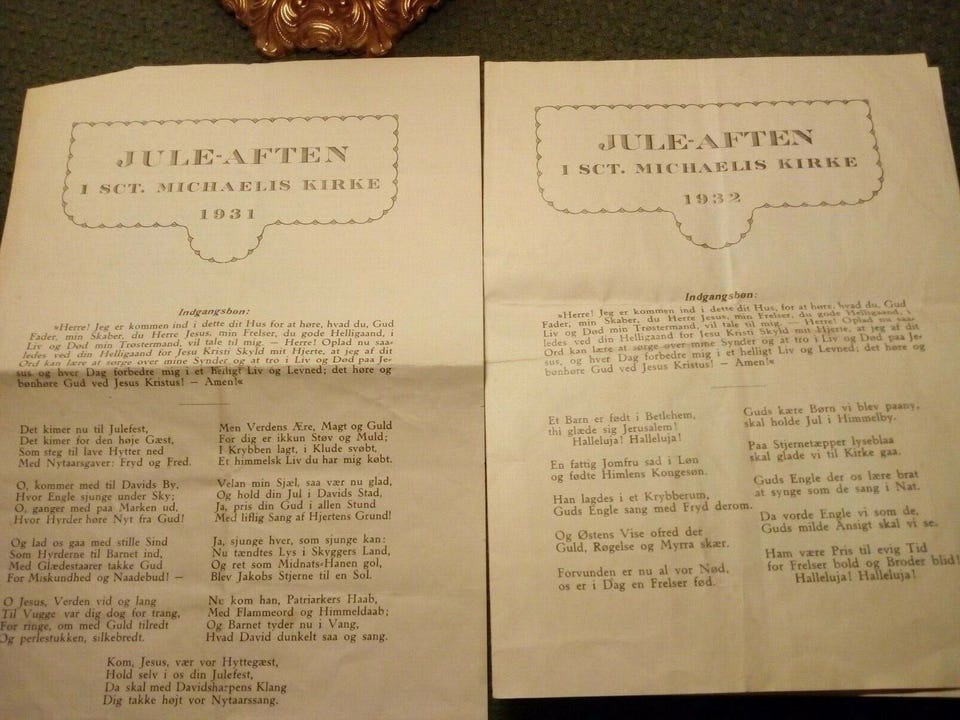 JULE-AFTEN
I SCT. MICHAELIS KIRKE
1931
Indgangsbøn:
»Herre! Jeg er kommen ind i dette dit Hus for at høre, hvad du, Gud
Fader, min Skaber, du Herre Jesus, min Frelser, du gode Helligaand, i
Liv og Død min Trøstermand, vil tale til mig. — Herre! Oplad nu saa-
ledes ved din Helligaand for Jesu Kristi Skyld mit Hjerte, at jeg af dit
Ord kan lære at sørge over mine Synder og at tro i Liv og Død paa Je-
sus, og hver Dag forbedre mig i et helligt Liv og Levned; det høre og
bønhøre Gud ved Jesus Kristus! — Amen!«
Det kimer nu til Julefest,
Det kimer for den høje Gæst,
Som steg til lave Hytter ned
Med Nytaarsgaver: Fryd og Fred.
O, kommer med til Davids By,
Hvor Engle sjunge under Sky;
O, ganger med paa Marken ud,
Hvor Hyrder høre Nyt fra Gud!
Og lad os gaa med stille Sind
Som Hyrderne til Barnet ind,
Med Glædestaarer takke Gud
For Miskundhed og Naadebud! —
O Jesus, Verden vid og lang
Til Vugge var dig dog for trang,
For ringe, om med Guld tilredt
Og perlestukken, silkebredt.
Men Verdens Ære, Magt og Guld
For dig er ikkun Støv og Muld;
I Krybben lagt, i Klude svøbt,
Et himmelsk Liv du har mig købt.
Velan min Sjæl, saa vær nu glad,
Og hold din Jul i Davids Stad,
Ja, pris din Gud i allen Stund
Med liflig Sang af Hjertens Grund!
Ja, sjunge hver, som sjunge kan:
Nu tændtes Lys i Skyggers Land,
Og ret som Midnats-Hanen gol,
Blev Jakobs Stjerne til en Sol.
Nu kom han, Patriarkers Haab,
Med Flammeord og Himmeldaab;
Og Barnet tyder nu i Vang,
Hvad David dunkelt saa og sang.
Kom, Jesus, vær vor Hyttegæst,
Hold selv i os din Julefest,
Da skal med Davidsharpens Klang
Dig takke højt vor Nytaarssang.
JULE-AFTEN
I SCT. MICHAELIS KIRKE
1932
Indgangsbøn:
»Herre! Jeg er kommen ind i dette dit Hus, for at høre, hvad du, Gud
Fader, min Skaber, du Herre Jesus, min Frelser, du gode Helligaand, i
Liv og Død min Trøstermand, vil tale til mig. — Herre! Oplad nu saa-
ledes ved din Helligaand for Jesu Kristi Skyld mit Hjerte, at jeg af dit
Ord kan lære at sørge over mine Synder og at tro i Liv og Død paa Je-
sus, og hver Dag forbedre mig i et helligt Liv og Levned; det høre og
bønhøre Gud ved Jesus Kristus! — Amen!«
Et Barn er født i Betlehem,
thi glæde sig Jerusalem!
Halleluja! Halleluja!
En fattig Jomfru sad i Løn
og fødte Himlens Kongesøn.
Han lagdes i et Krybberum,
Guds Engle sang med Fryd derom.
Og Østens Vise ofred der
Guld, Røgelse og Myrra skær.
Forvunden er nu al vor Nød,
os er i Dag en Frelser fød.
Guds kære Børn vi blev paany,
skal holde Jul i Himmelby.
Paa Stjernetæpper lyseblaa
skal glade vi til Kirke gaa.
Guds Engle der os lære brat
at synge som de sang i Nat.
Da vorde Engle vi som de,
Guds milde Ansigt skal vi se.
Ham være Pris til evig Tid
for Frelser bold og Broder blid!
Halleluja! Halleluja!